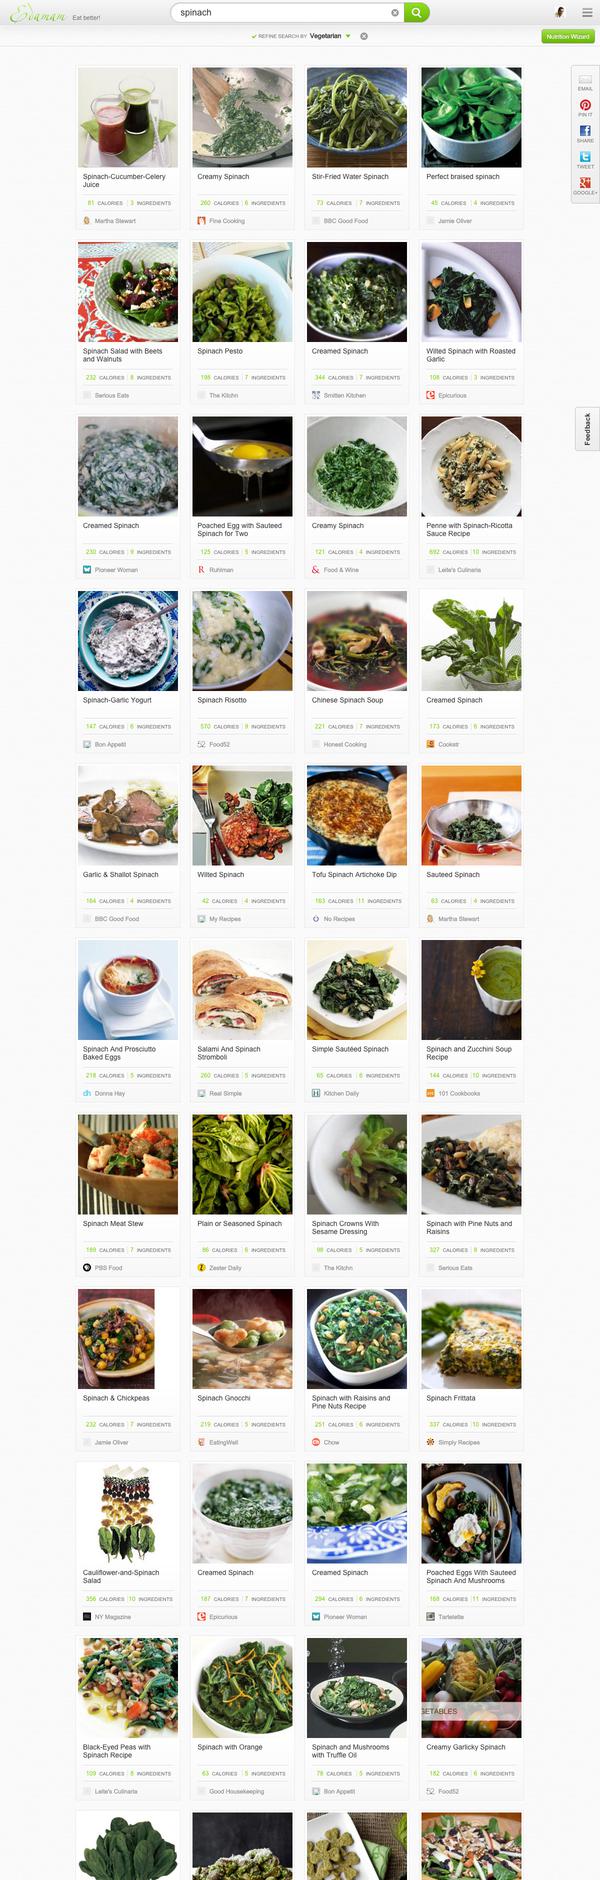 Edamam Eat better!
spinach
REFINE SEARCH BY Vegetarian
Nutrition Wizard
EMAIL
PIN IT
SHARE
TWEET
GOOGLE+
Feedback
Spinach-Cucumber-Celery
Juice
81 CALORIES 3 INGREDIENTS
Martha Stewart
Creamy Spinach
260 CALORIES 6 INGREDIENTS
Fine Cooking
Stir-Fried Water Spinach
73 CALORIES 7 INGREDIENTS
BBC Good Food
Perfect braised spinach
45 CALORIES 4 INGREDIENTS
Jamie Oliver
Spinach Salad with Beets
and Walnuts
232 CALORIES 8 INGREDIENTS
Serious Eats
Spinach Pesto
198 CALORIES 7 INGREDIENTS
The Kitchn
Creamed Spinach
344 CALORIES 7 INGREDIENTS
Smitten Kitchen
Wilted Spinach with Roasted
Garlic
108 CALORIES 3 INGREDIENTS
Epicurious
Creamed Spinach
230 CALORIES 9 INGREDIENTS
Pioneer Woman
Poached Egg with Sauteed
Spinach for Two
125 CALORIES 5 INGREDIENTS
Ruhlman
Creamy Spinach
121 CALORIES 4 INGREDIENTS
Food & Wine
Penne with Spinach-Ricotta
Sauce Recipe
692 CALORIES 10 INGREDIENTS
Leite's Culinaria
Spinach-Garlic Yogurt
147 CALORIES 6 INGREDIENTS
Bon Appetit
Spinach Risotto
570 CALORIES 9 INGREDIENTS
Food52
Chinese Spinach Soup
221 CALORIES 7 INGREDIENTS
Honest Cooking
Creamed Spinach
173 CALORIES 6 INGREDIENTS
Cookstr
Garlic & Shallot Spinach
164 CALORIES 4 INGREDIENTS
BBC Good Food
Wilted Spinach
42 CALORIES 4 INGREDIENTS
My Recipes
Tofu Spinach Artichoke Dip
163 CALORIES 11 INGREDIENTS
No Recipes
Sauteed Spinach
63 CALORIES 4 INGREDIENTS
Martha Stewart
Spinach And Prosciutto
Baked Eggs
218 CALORIES 5 INGREDIENTS
Donna Hay
Salami And Spinach
Stromboli
260 CALORIES 5 INGREDIENTS
Real Simple
Simple Sautéed Spinach
65 CALORIES 6 INGREDIENTS
Kitchen Daily
Spinach and Zucchini Soup
Recipe
144 CALORIES 10 INGREDIENTS
101 Cookbooks
Spinach Meat Stew
189 CALORIES 7 INGREDIENTS
PBS Food
Plain or Seasoned Spinach
86 CALORIES 6 INGREDIENTS
Zester Daily
Spinach Crowns With
Sesame Dressing
98 CALORIES 5 INGREDIENTS
The Kitchn
Spinach with Pine Nuts and
Raisins
327 CALORIES 8 INGREDIENTS
Serious Eats
Spinach & Chickpeas
232 CALORIES 7 INGREDIENTS
Jamie Oliver
Spinach Gnocchi
219 CALORIES 5 INGREDIENTS
EatingWell
Spinach with Raisins and
Pine Nuts Recipe
251 CALORIES 6 INGREDIENTS
Chow
Spinach Frittata
337 CALORIES 10 INGREDIENTS
Simply Recipes
Cauliflower-and-Spinach
Salad
356 CALORIES 10 INGREDIENTS
NY Magazine
Creamed Spinach
187 CALORIES 7 INGREDIENTS
Epicurious
Creamed Spinach
294 CALORIES 6 INGREDIENTS
Pioneer Woman
Poached Eggs With Sauteed
Spinach And Mushrooms
168 CALORIES 11 INGREDIENTS
Tartelette
Black-Eyed Peas with
Spinach Recipe
109 CALORIES 8 INGREDIENTS
Leite's Culinaria
Spinach with Orange
63 CALORIES 5 INGREDIENTS
Good Housekeeping
Spinach and Mushrooms
with Truffle Oil
78 CALORIES 5 INGREDIENTS
Bon Appetit
GETABLES
Creamy Garlicky Spinach
182 CALORIES 6 INGREDIENTS
Food52